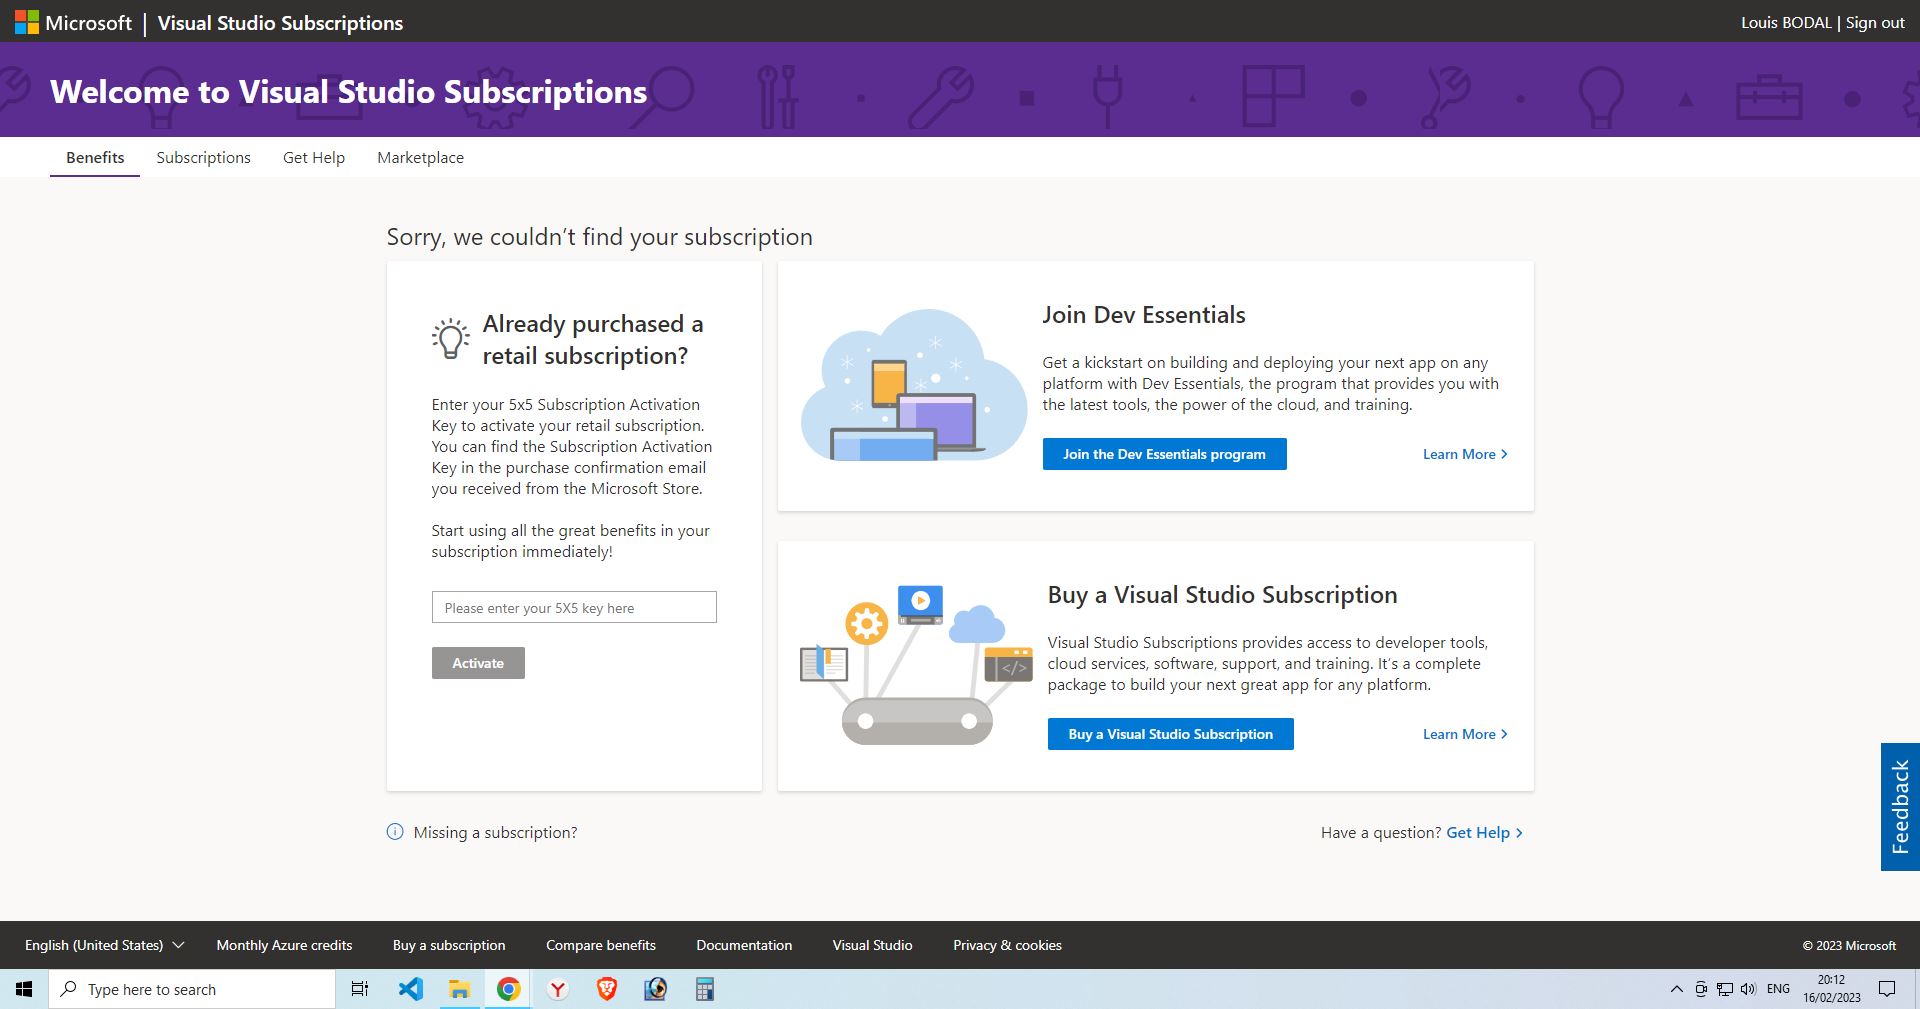 Microsoft | Visual Studio Subscriptions
Louis BODAL | Sign out
Welcome to Visual Studio Subscriptions
Benefits
Subscriptions
Get Help
Marketplace
Sorry, we couldn’t find your subscription
Already purchased a
retail subscription?
Enter your 5x5 Subscription Activation
Key to activate your retail subscription.
You can find the Subscription Activation
Key in the purchase confirmation email
you received from the Microsoft Store.
Start using all the great benefits in your
subscription immediately!
Please enter your 5X5 key here
Activate
Join Dev Essentials
Get a kickstart on building and deploying your next app on any
platform with Dev Essentials, the program that provides you with
the latest tools, the power of the cloud, and training.
Join the Dev Essentials program
Learn More
Buy a Visual Studio Subscription
Visual Studio Subscriptions provides access to developer tools,
cloud services, software, support, and training. It’s a complete
package to build your next great app for any platform.
Buy a Visual Studio Subscription
Learn More
Missing a subscription?
Have a question? Get Help
Feedback
English (United States)
Monthly Azure credits
Buy a subscription
Compare benefits
Documentation
Visual Studio
Privacy & cookies
© 2023 Microsoft
Type here to search
ENG
20:12
16/02/2023